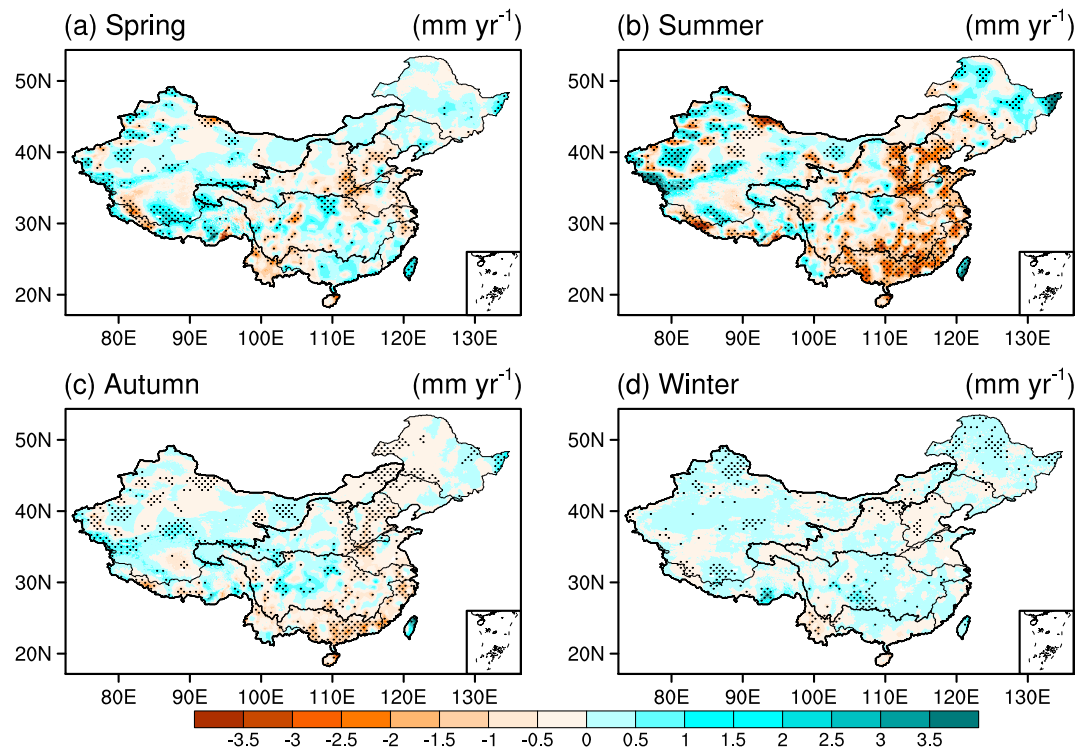 (a) Spring (mm yr-1)
(b) Summer (mm yr-1)
50N
40N
30N
20N
80E 90E 100E 110E 120E 130E
50N
40N
30N
20N
80E 90E 100E 110E 120E 130E
(c) Autumn (mm yr-1)
(d) Winter (mm yr-1)
50N
40N
30N
20N
80E 90E 100E 110E 120E 130E
50N
40N
30N
20N
80E 90E 100E 110E 120E 130E
-3.5 -3 -2.5 -2 -1.5 -1 -0.5 0 0.5 1 1.5 2 2.5 3 3.5